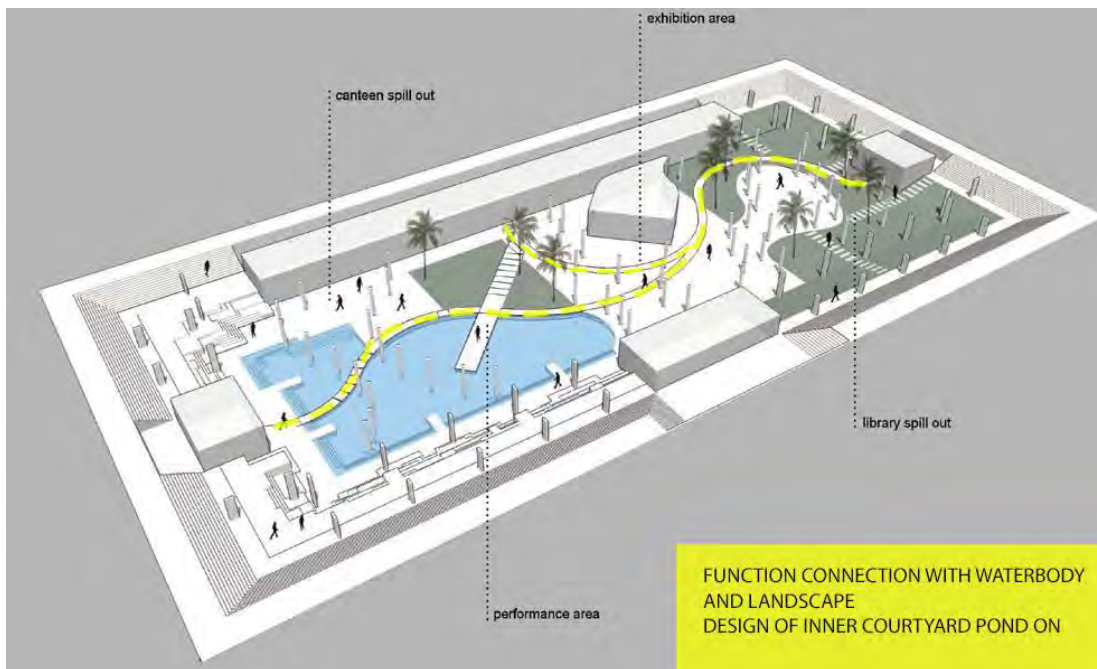 exhibition area
canteen spill out
library spill out
performance area
FUNCTION CONNECTION WITH WATERBODY
AND LANDSCAPE
DESIGN OF INNER COURTYARD POND ON